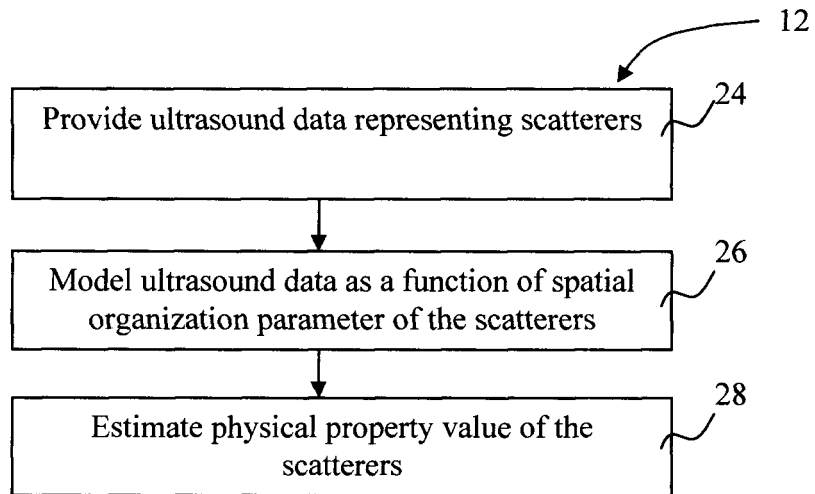 12
24
Provide ultrasound data representing scatterers
26
Model ultrasound data as a function of spatial
organization parameter of the scatterers
28
Estimate physical property value of the
scatterers